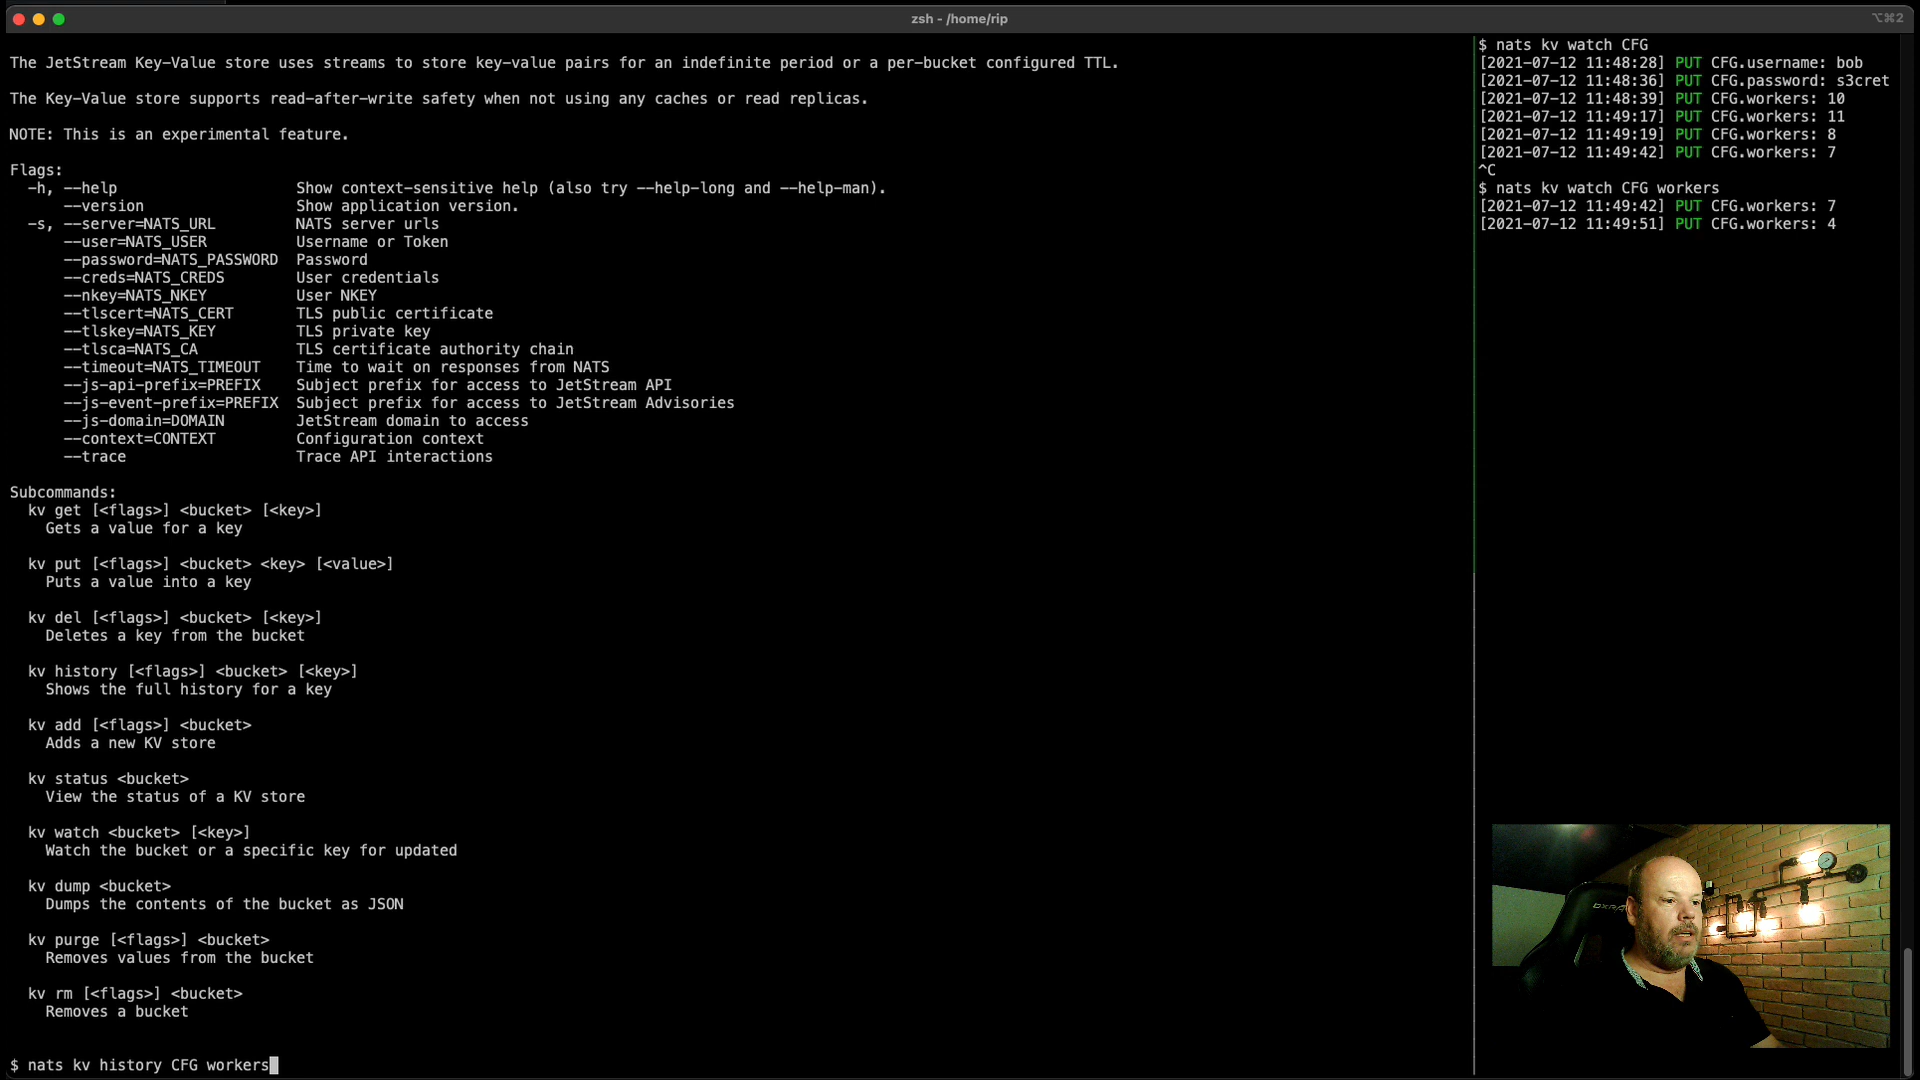 zsh - /home/rip
⌥⌘2
The JetStream Key-Value store uses streams to store key-value pairs for an indefinite period or a per-bucket configured TTL.
The Key-Value store supports read-after-write safety when not using any caches or read replicas.
NOTE: This is an experimental feature.
Flags:
-h, --help Show context-sensitive help (also try --help-long and --help-man).
--version Show application version.
-s, --server=NATS_URL NATS server urls
--user=NATS_USER Username or Token
--password=NATS_PASSWORD Password
--creds=NATS_CREDS User credentials
--nkey=NATS_NKEY User NKEY
--tlscert=NATS_CERT TLS public certificate
--tlskey=NATS_KEY TLS private key
--tlsca=NATS_CA TLS certificate authority chain
--timeout=NATS_TIMEOUT Time to wait on responses from NATS
--js-api-prefix=PREFIX Subject prefix for access to JetStream API
--js-event-prefix=PREFIX Subject prefix for access to JetStream Advisories
--js-domain=DOMAIN JetStream domain to access
--context=CONTEXT Configuration context
--trace Trace API interactions
Subcommands:
kv get [<flags>] <bucket> [<key>]
Gets a value for a key
kv put [<flags>] <bucket> <key> [<value>]
Puts a value into a key
kv del [<flags>] <bucket> [<key>]
Deletes a key from the bucket
kv history [<flags>] <bucket> [<key>]
Shows the full history for a key
kv add [<flags>] <bucket>
Adds a new KV store
kv status <bucket>
View the status of a KV store
kv watch <bucket> [<key>]
Watch the bucket or a specific key for updated
kv dump <bucket>
Dumps the contents of the bucket as JSON
kv purge [<flags>] <bucket>
Removes values from the bucket
kv rm [<flags>] <bucket>
Removes a bucket
$ nats kv history CFG workers
$ nats kv watch CFG
[2021-07-12 11:48:28] PUT CFG.username: bob
[2021-07-12 11:48:36] PUT CFG.password: s3cret
[2021-07-12 11:48:39] PUT CFG.workers: 10
[2021-07-12 11:49:17] PUT CFG.workers: 11
[2021-07-12 11:49:19] PUT CFG.workers: 8
[2021-07-12 11:49:42] PUT CFG.workers: 7
^C
$ nats kv watch CFG workers
[2021-07-12 11:49:42] PUT CFG.workers: 7
[2021-07-12 11:49:51] PUT CFG.workers: 4